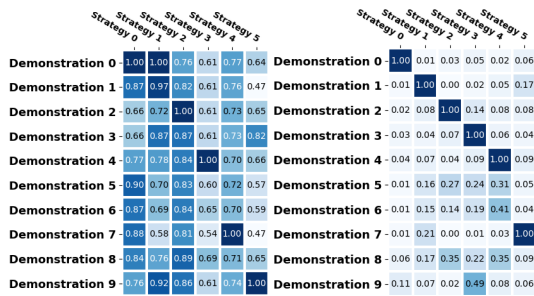 Strategy 0 Strategy 1 Strategy 2 Strategy 3 Strategy 4 Strategy 5
Demonstration 0 1.00 1.00 0.76 0.61 0.77 0.64
Demonstration 1 0.87 0.97 0.82 0.61 0.76 0.47
Demonstration 2 0.66 0.72 1.00 0.61 0.73 0.65
Demonstration 3 0.66 0.87 0.87 0.61 0.73 0.82
Demonstration 4 0.77 0.78 0.84 1.00 0.70 0.66
Demonstration 5 0.90 0.70 0.83 0.60 0.72 0.57
Demonstration 6 0.87 0.69 0.84 0.65 0.70 0.59
Demonstration 7 0.88 0.58 0.81 0.54 1.00 0.47
Demonstration 8 0.84 0.76 0.89 0.69 0.71 0.65
Demonstration 9 0.76 0.92 0.86 0.61 0.74 1.00
Strategy 0 Strategy 1 Strategy 2 Strategy 3 Strategy 4 Strategy 5
Demonstration 0 1.00 0.01 0.03 0.05 0.02 0.06
Demonstration 1 0.01 1.00 0.00 0.02 0.05 0.17
Demonstration 2 0.02 0.08 1.00 0.14 0.08 0.08
Demonstration 3 0.03 0.04 0.07 1.00 0.06 0.04
Demonstration 4 0.04 0.07 0.04 0.09 1.00 0.09
Demonstration 5 0.01 0.16 0.27 0.24 0.31 0.05
Demonstration 6 0.01 0.15 0.14 0.19 0.41 0.04
Demonstration 7 0.01 0.21 0.00 0.01 0.01 1.00
Demonstration 8 0.06 0.17 0.35 0.22 0.35 0.09
Demonstration 9 0.11 0.07 0.02 0.49 0.08 0.06